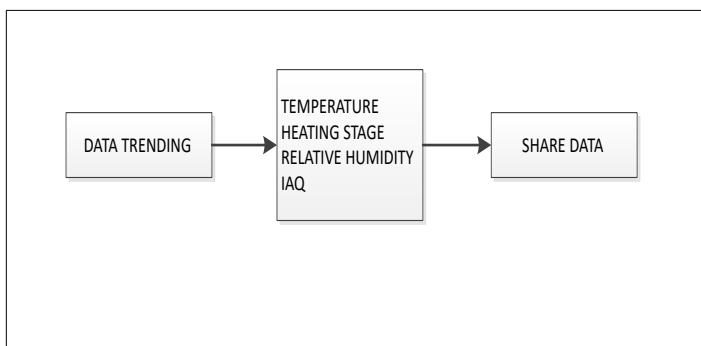 DATA TRENDING
TEMPERATURE
HEATING STAGE
RELATIVE HUMIDITY
IAQ
SHARE DATA